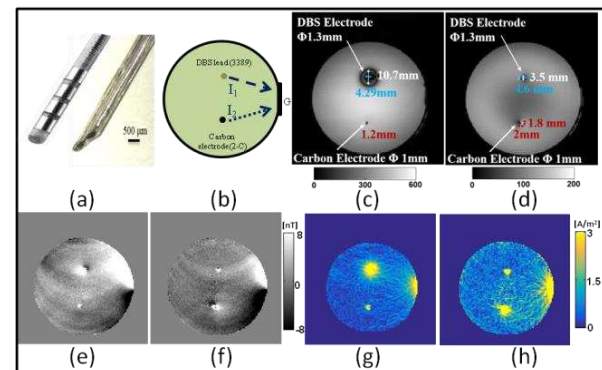 500 μm
(a)
DBS lead(3389)
I₁
I₂
G
Carbon
electrode(2-C)
(b)
DBS Electrode
Φ1.3mm
10.7mm
4.29mm
1.2mm
Carbon Electrode Φ 1mm
0 300 600
(c)
DBS Electrode
Φ1.3mm
3.5 mm
4.6 mm
1.8 mm
2mm
Carbon Electrode Φ 1mm
0 100 200
(d)
(e)
[nT]
8
0
-8
(f)
(g)
[A/m²]
3
1.5
0
(h)